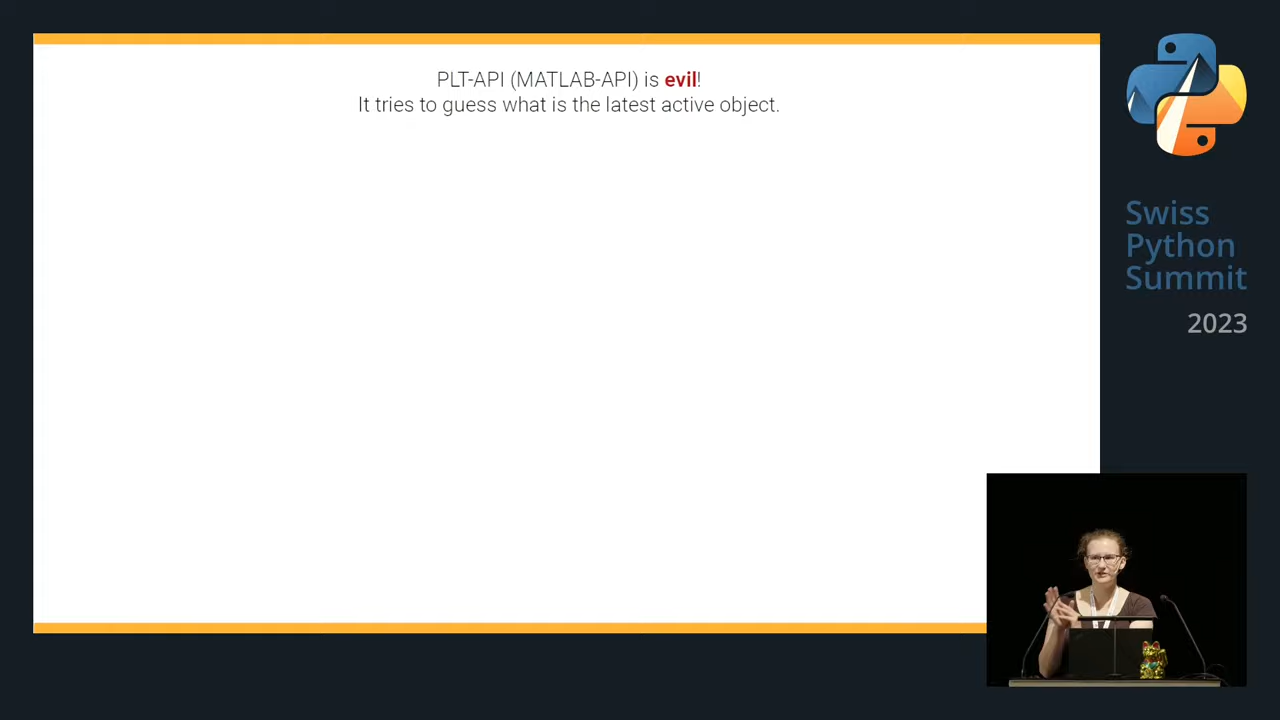 PLT-API (MATLAB-API) is evil!
It tries to guess what is the latest active object.
Swiss
Python
Summit
2023